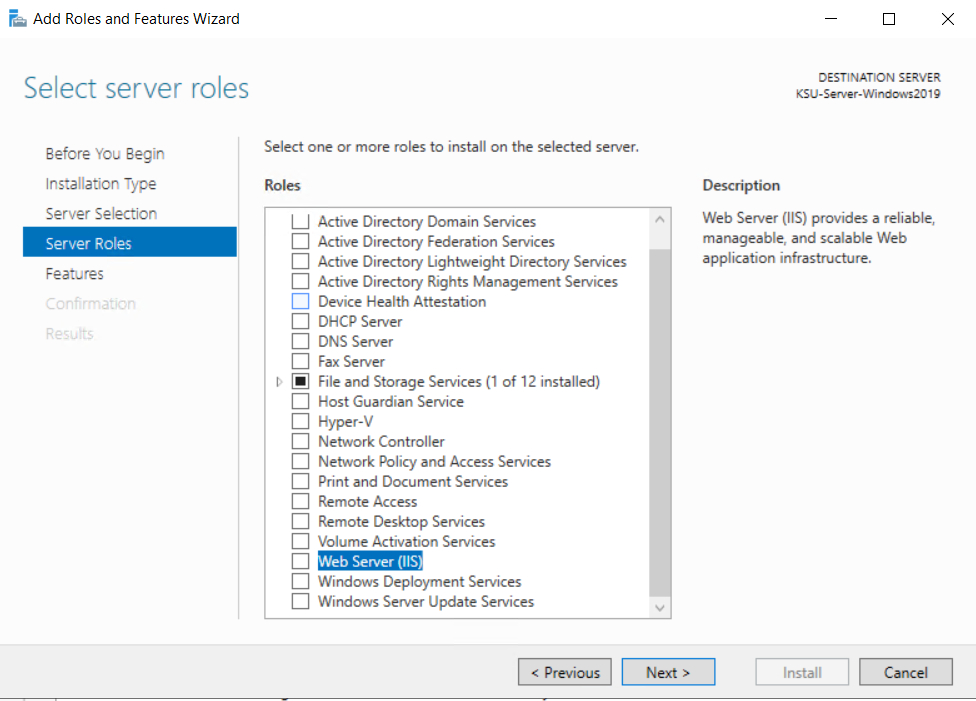 Add Roles and Features Wizard
Select server roles
DESTINATION SERVER
KSU-Server-Windows2019
Before You Begin
Installation Type
Server Selection
Server Roles
Features
Confirmation
Results
Select one or more roles to install on the selected server.
Roles
Active Directory Domain Services
Active Directory Federation Services
Active Directory Lightweight Directory Services
Active Directory Rights Management Services
Device Health Attestation
DHCP Server
DNS Server
Fax Server
File and Storage Services (1 of 12 installed)
Host Guardian Service
Hyper-V
Network Controller
Network Policy and Access Services
Print and Document Services
Remote Access
Remote Desktop Services
Volume Activation Services
Web Server (IIS)
Windows Deployment Services
Windows Server Update Services
Description
Web Server (IIS) provides a reliable,
manageable, and scalable Web
application infrastructure.
< Previous
Next >
Install
Cancel